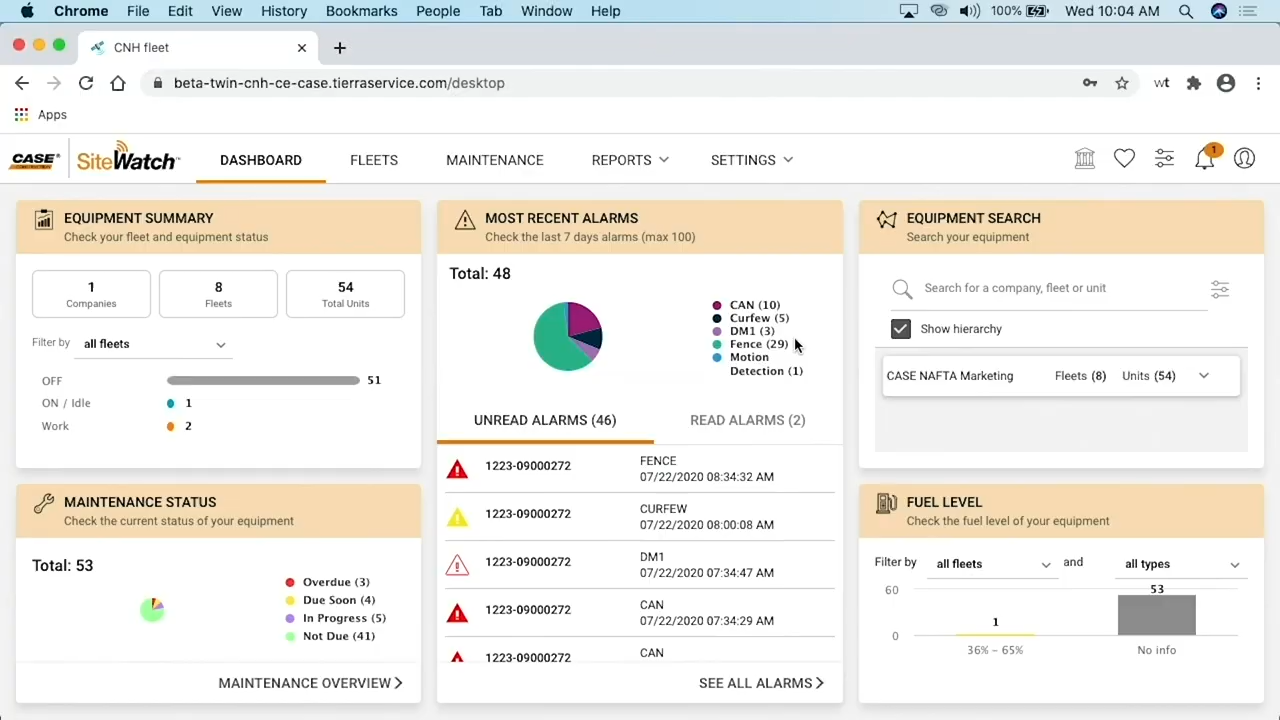 Chrome File Edit View History Bookmarks People Tab Window Help 100% Wed 10:04 AM
CNH fleet
beta-twin-cnh-ce-case.tierraservice.com/desktop wt
Apps
CASE SiteWatch DASHBOARD FLEETS MAINTENANCE REPORTS SETTINGS 1
EQUIPMENT SUMMARY
Check your fleet and equipment status
1 8 54
Companies Fleets Total Units
Filter by all fleets
OFF 51
ON / Idle 1
Work 2
MAINTENANCE STATUS
Check the current status of your equipment
Total: 53
Overdue (3)
Due Soon (4)
In Progress (5)
Not Due (41)
MAINTENANCE OVERVIEW
MOST RECENT ALARMS
Check the last 7 days alarms (max 100)
Total: 48
CAN (10)
Curfew (5)
DM1 (3)
Fence (29)
Motion
Detection (1)
UNREAD ALARMS (46) READ ALARMS (2)
1223-09000272 FENCE
07/22/2020 08:34:32 AM
1223-09000272 CURFEW
07/22/2020 08:00:08 AM
1223-09000272 DM1
07/22/2020 07:34:47 AM
1223-09000272 CAN
07/22/2020 07:34:29 AM
1223-09000272 CAN
SEE ALL ALARMS
EQUIPMENT SEARCH
Search your equipment
Search for a company, fleet or unit
Show hierarchy
CASE NAFTA Marketing Fleets (8) Units (54)
FUEL LEVEL
Check the fuel level of your equipment
Filter by all fleets and all types
60 53
1
0
36% – 65% No info